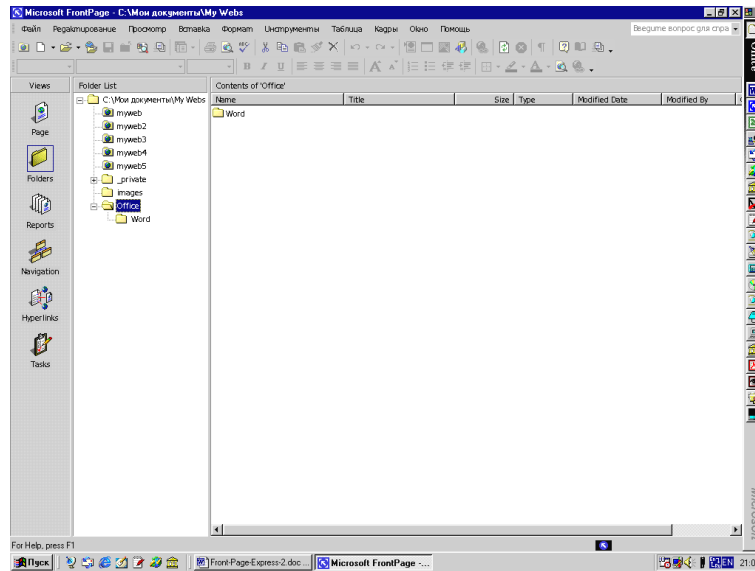 Microsoft FrontPage - C:\Мои документы\My Webs
Файл Редактирование Просмотр Вставка Формат Инструменты Таблица Кадры Окно Помощь
Введите вопрос для спра
Views
Folder List
Contents of 'Office'
C:\Мои документы\My Webs
Name Title Size Type Modified Date Modified By
myweb
Word
myweb2
Page
myweb3
myweb4
myweb5
Folders
_private
images
Office
Reports
Word
Navigation
Hyperlinks
Tasks
For Help, press F1
Пуск
Front-Page-Express-2.doc ...
Microsoft FrontPage -...
EN
21:0
Office